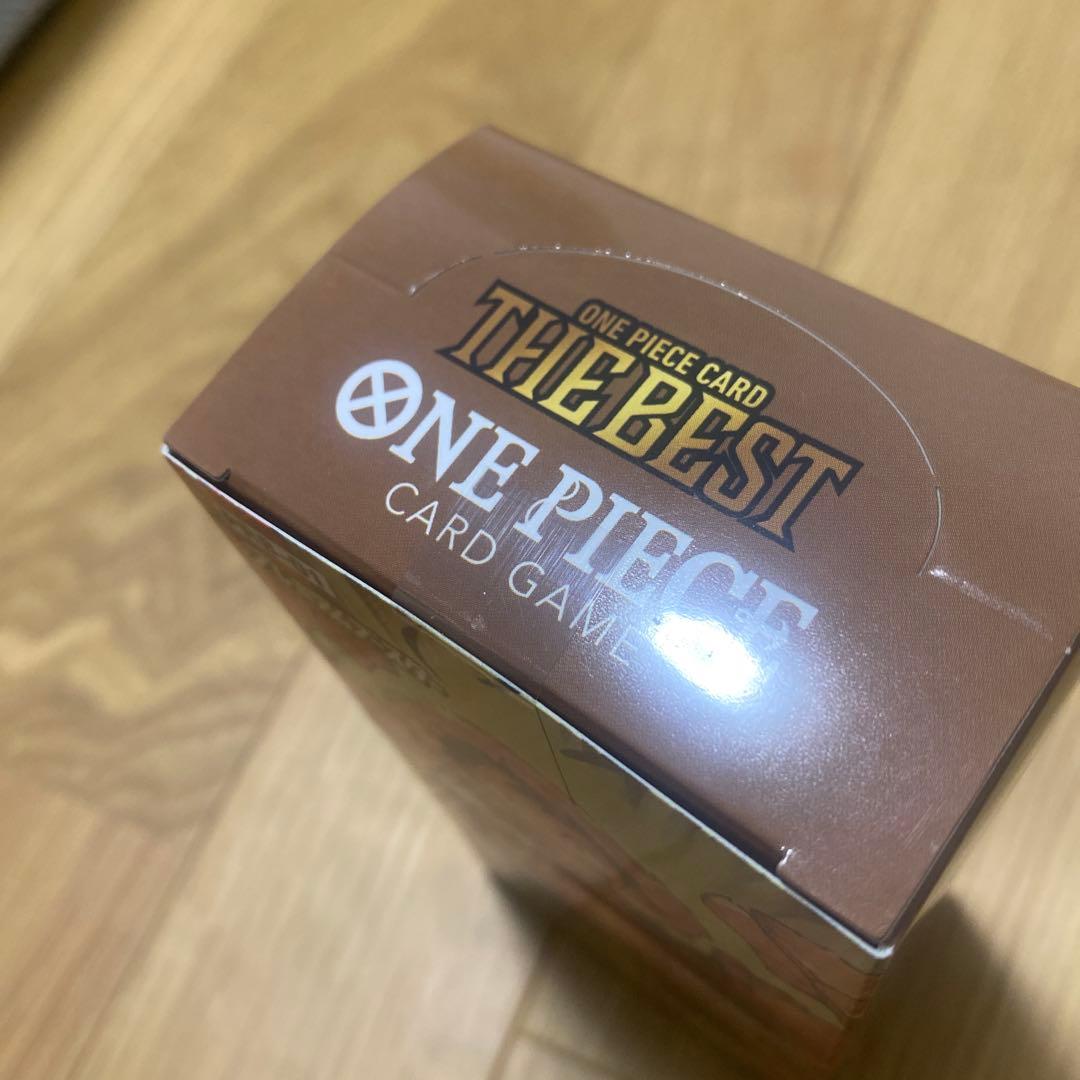 ONE PIECE CARD
THE BEST
ONE PIECE
CARD GAME